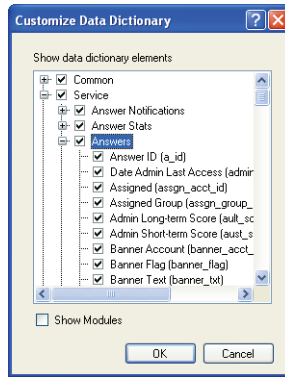 Customize Data Dictionary
Show data dictionary elements
Common
Service
Answer Notifications
Answer Stats
Answers
Answer ID (a_id)
Date Admin Last Access (admin
Assigned (assgn_acct_id)
Assigned Group (assgn_group_
Admin Long-term Score (ault_sc
Admin Short-term Score (aust_s
Banner Account (banner_acct_
Banner Flag (banner_flag)
Banner Text (banner_txt)
Show Modules
OK Cancel